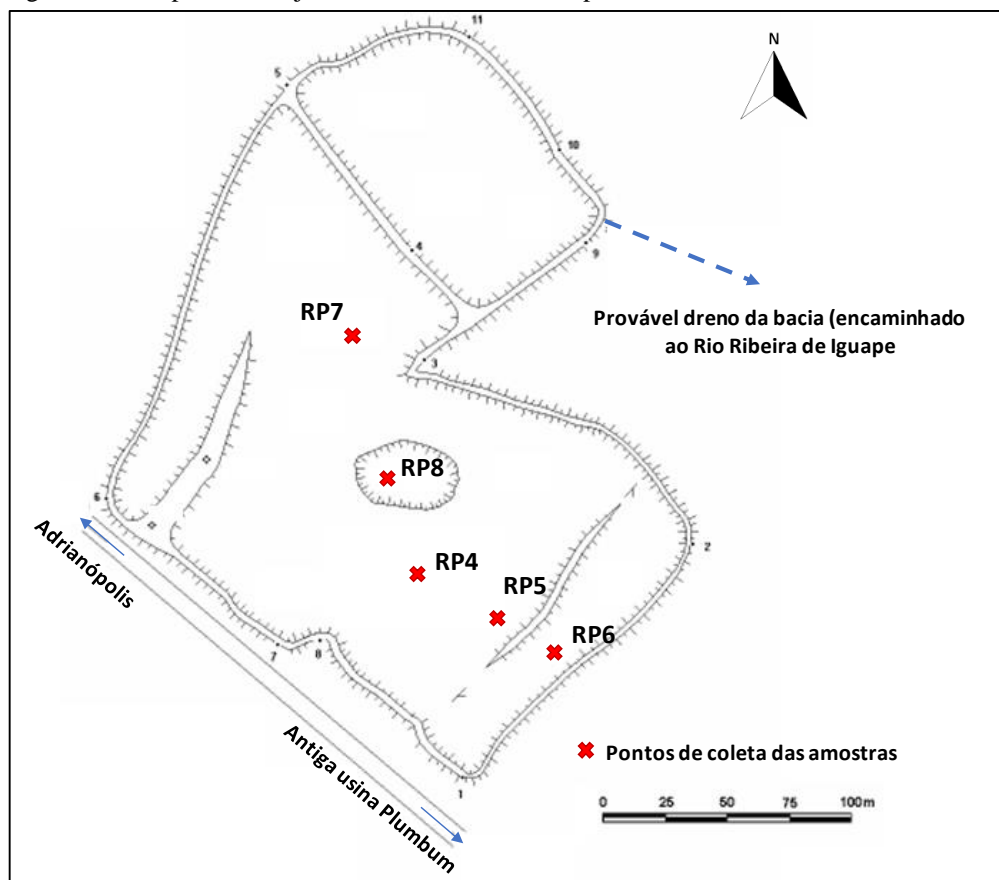 11
N
5
10
4
9
RP7
Provável dreno da bacia (encaminhado
ao Rio Ribeira de Iguape
3
RP8
6
2
Adrianópolis
RP4
RP5
RP6
7
8
Antiga usina Plumbum
Pontos de coleta das amostras
1
0 25 50 75 100m